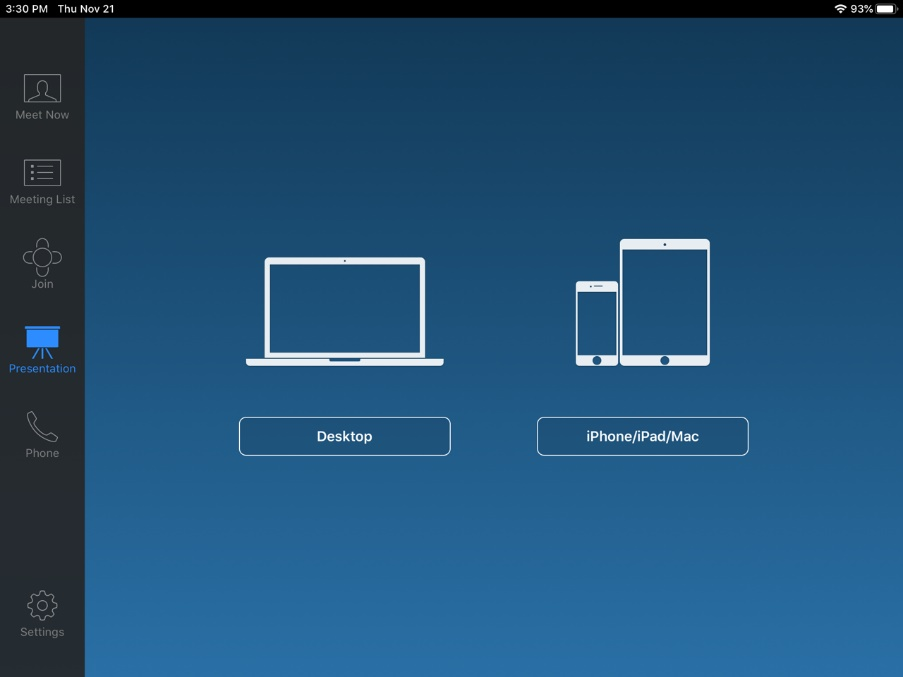 3:30 PM Thu Nov 21
93%
Meet Now
Meeting List
Join
Presentation
Phone
Settings
Desktop
iPhone/iPad/Mac